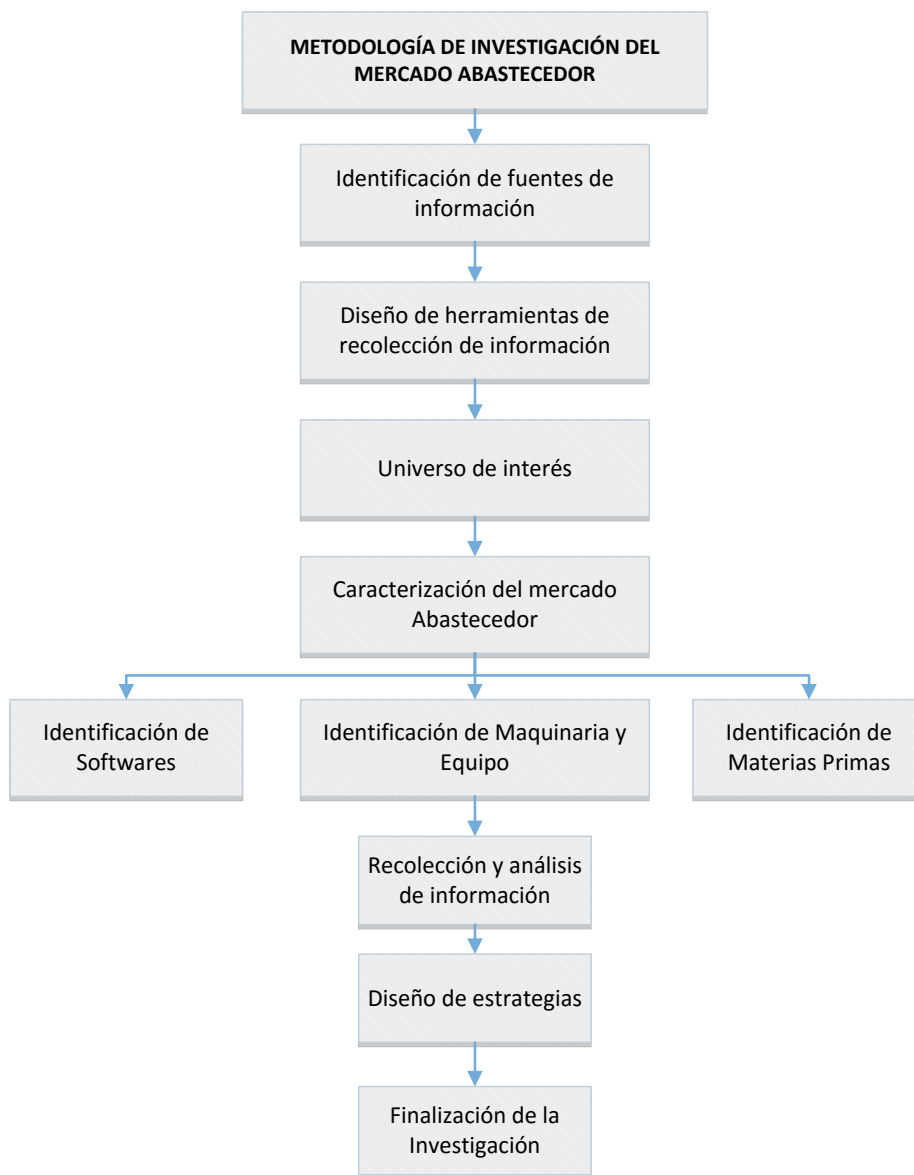 METODOLOGÍA DE INVESTIGACIÓN DEL
MERCADO ABASTECEDOR
Identificación de fuentes de
información
Diseño de herramientas de
recolección de información
Universo de interés
Caracterización del mercado
Abastecedor
Identificación de
Softwares
Identificación de Maquinaria y
Equipo
Identificación de
Materias Primas
Recolección y análisis
de información
Diseño de estrategias
Finalización de la
Investigación